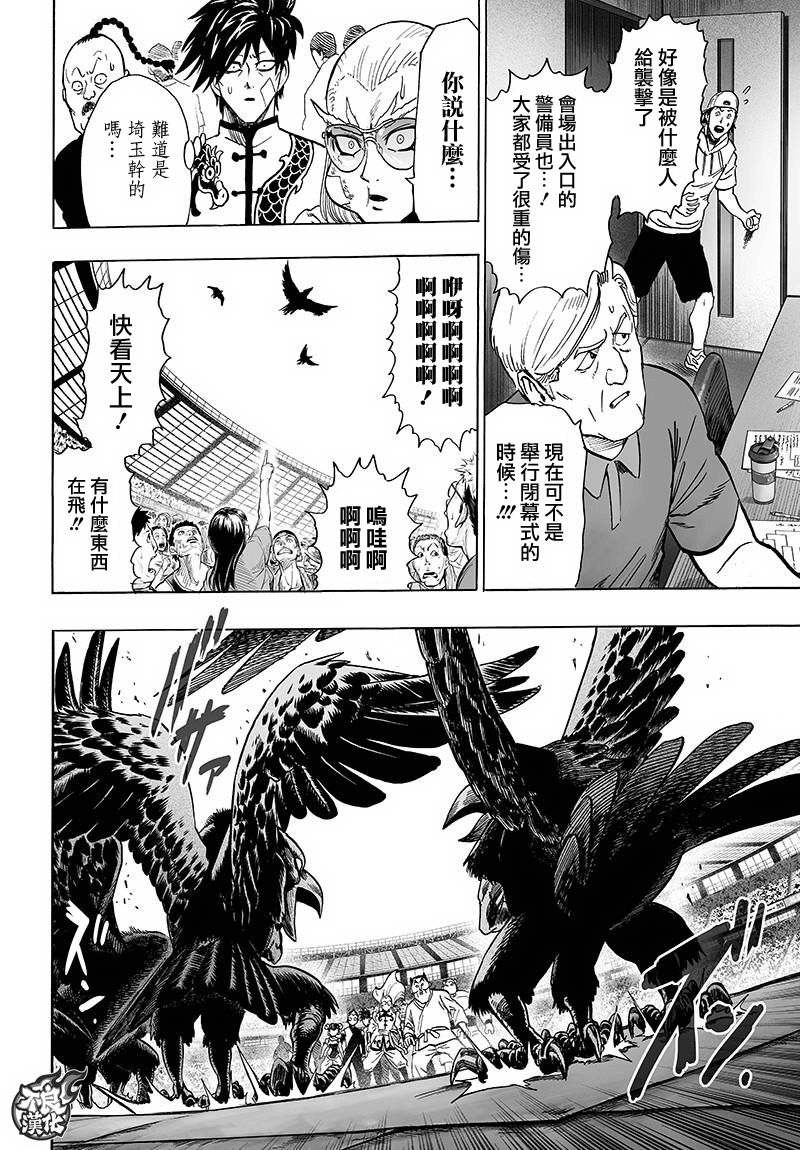 好像是被什麼人
給襲擊了
會場出入口的
警備員也…!
大家都受了很重的傷…
現在可不是
舉行閉幕式的
時候…!!!
你說什麼…
難道是
埼玉幹的
嗎…
咿呀啊啊啊啊
啊啊啊啊啊!
嗚哇啊
啊啊啊
快看天上!
有什麼東西
在飛!!
バサァ
ズン
ズン
狼漢化